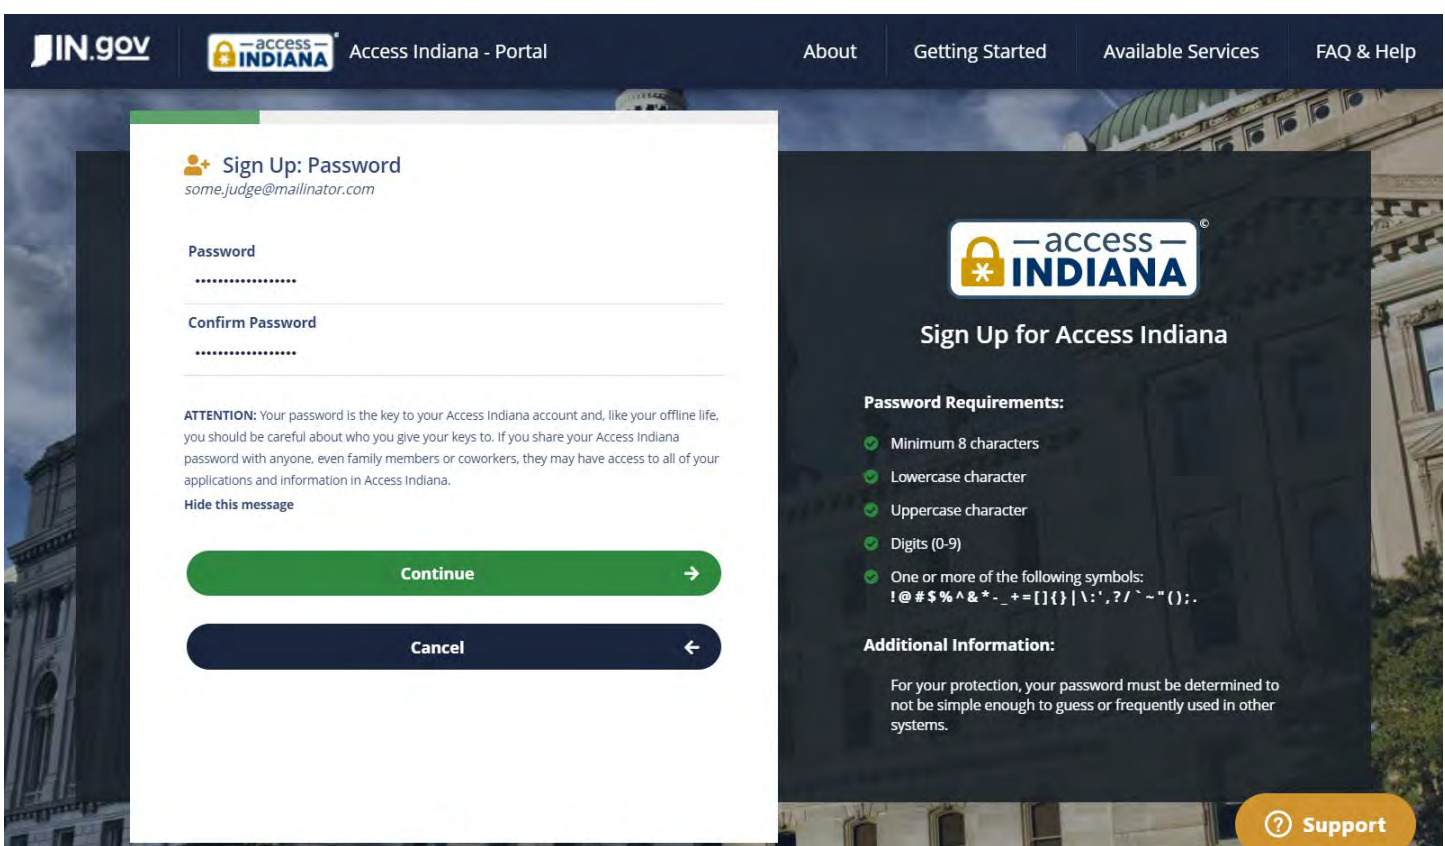 IN.gov
access INDIANA
Access Indiana - Portal
About
Getting Started
Available Services
FAQ & Help
Sign Up: Password
some.judge@mailinator.com
Password
••••••••••••••••••
Confirm Password
••••••••••••••••••
ATTENTION: Your password is the key to your Access Indiana account and, like your offline life,
you should be careful about who you give your keys to. If you share your Access Indiana
password with anyone, even family members or coworkers, they may have access to all of your
applications and information in Access Indiana.
Hide this message
Continue
Cancel
access
©
INDIANA
Sign Up for Access Indiana
Password Requirements:
Minimum 8 characters
Lowercase character
Uppercase character
Digits (0-9)
One or more of the following symbols:
! @ # $ % ^ & * - _ + = [ ] { } | \ : ' , ? / ` ~ " ( ) ; .
Additional Information:
For your protection, your password must be determined to
not be simple enough to guess or frequently used in other
systems.
Support